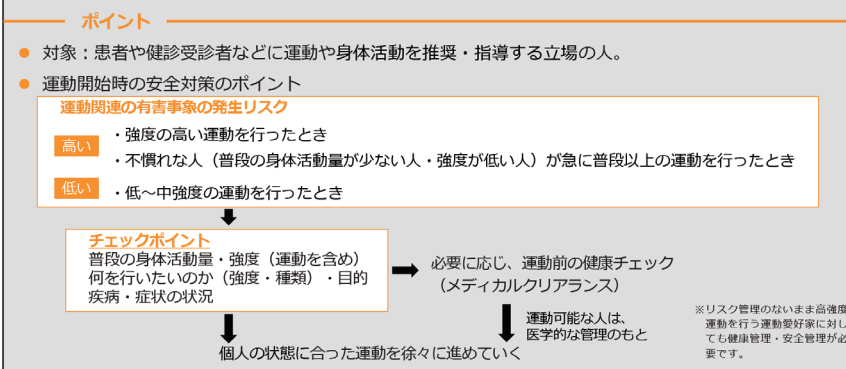 ポイント
● 対象：患者や健診受診者などに運動や身体活動を推奨・指導する立場の人。
● 運動開始時の安全対策のポイント
運動関連の有害事象の発生リスク
高い
・強度の高い運動を行ったとき
・不慣れな人（普段の身体活動量が少ない人・強度が低い人）が急に普段以上の運動を行ったとき
低い
・低～中強度の運動を行ったとき
チェックポイント
普段の身体活動量・強度（運動を含め）
何を行いたいのか（強度・種類）・目的
疾病・症状の状況
必要に応じ、運動前の健康チェック
（メディカルクリアランス）
運動可能な人は、
医学的な管理のもと
個人の状態に合った運動を徐々に進めていく
※リスク管理のないまま高強度
運動を行う運動愛好家に対し
ても健康管理・安全管理が必
要です。